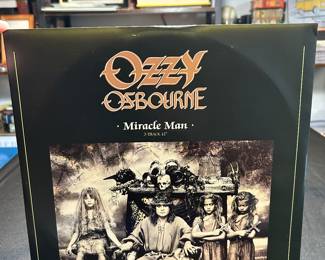 OZZY
OSBOURNE
· Miracle Man ·
3-TRACK 12"